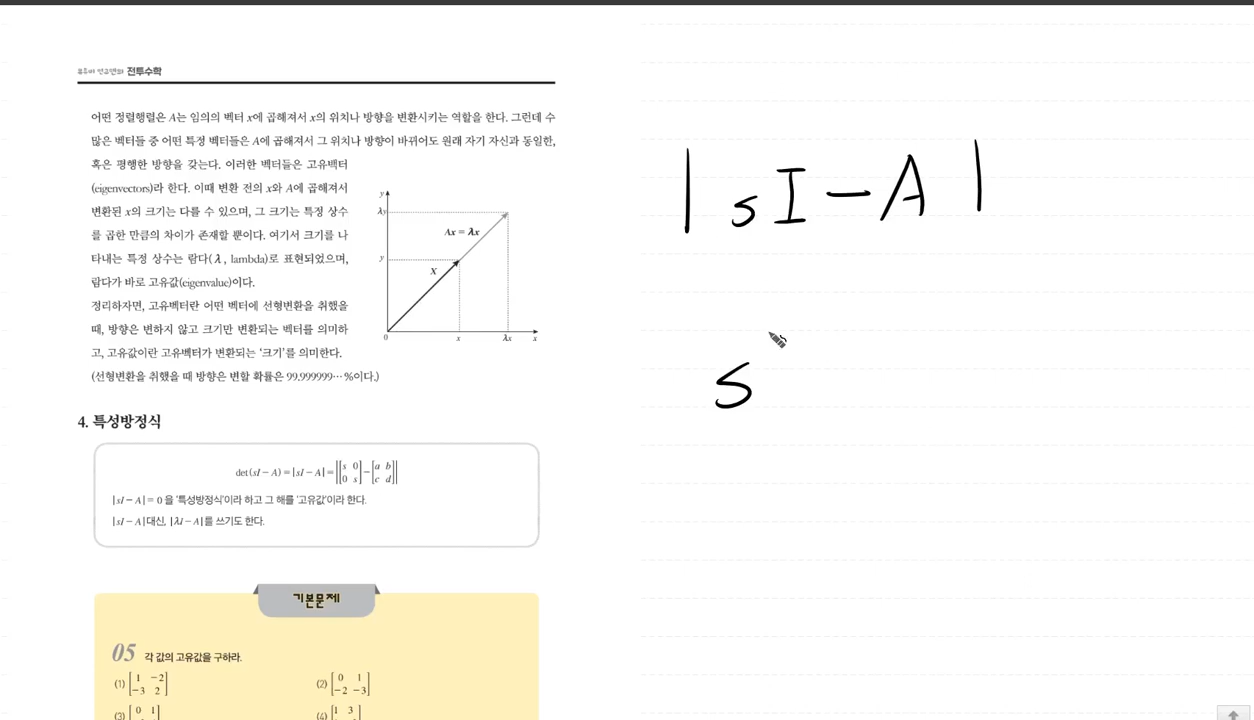 전투수학
어떤 정렬행렬은 A는 임의의 벡터 x에 곱해져서 x의 위치나 방향을 변환시키는 역할을 한다. 그런데 수
많은 벡터들 중 어떤 특정 벡터들은 A에 곱해져서 그 위치나 방향이 바뀌어도 원래 자기 자신과 동일한,
혹은 평행한 방향을 갖는다. 이러한 벡터들은 고유벡터
(eigenvectors)라 한다. 이때 변환 전의 x와 A에 곱해져서
변환된 x의 크기는 다를 수 있으며, 그 크기는 특정 상수
를 곱한 만큼의 차이가 존재할 뿐이다. 여기서 크기를 나
타내는 특정 상수는 람다(λ, lambda)로 표현되었으며,
람다가 바로 고유값(eigenvalue)이다.
정리하자면, 고유벡터란 어떤 벡터에 선형변환을 취했을
때, 방향은 변하지 않고 크기만 변환되는 벡터를 의미하
고, 고유값이란 고유벡터가 변환되는 '크기'를 의미한다.
(선형변환을 취했을 때 방향은 변할 확률은 99.999999⋯%이다.)
y
λy
Ax = λx
y
X
0 x λx x
4. 특성방정식
det(sI − A) = |sI − A| = |[s 0 0 s] − [a b c d]|
|sI − A| = 0 을 '특성방정식'이라 하고 그 해를 '고유값'이라 한다.
|sI − A| 대신, |λI − A|를 쓰기도 한다.
기본문제
05 각 값의 고유값을 구하라.
(1) [1 −2 −3 2] (2) [0 1 −2 −3]
(3) [0 1 (4) [1 3
|sI − A|
s